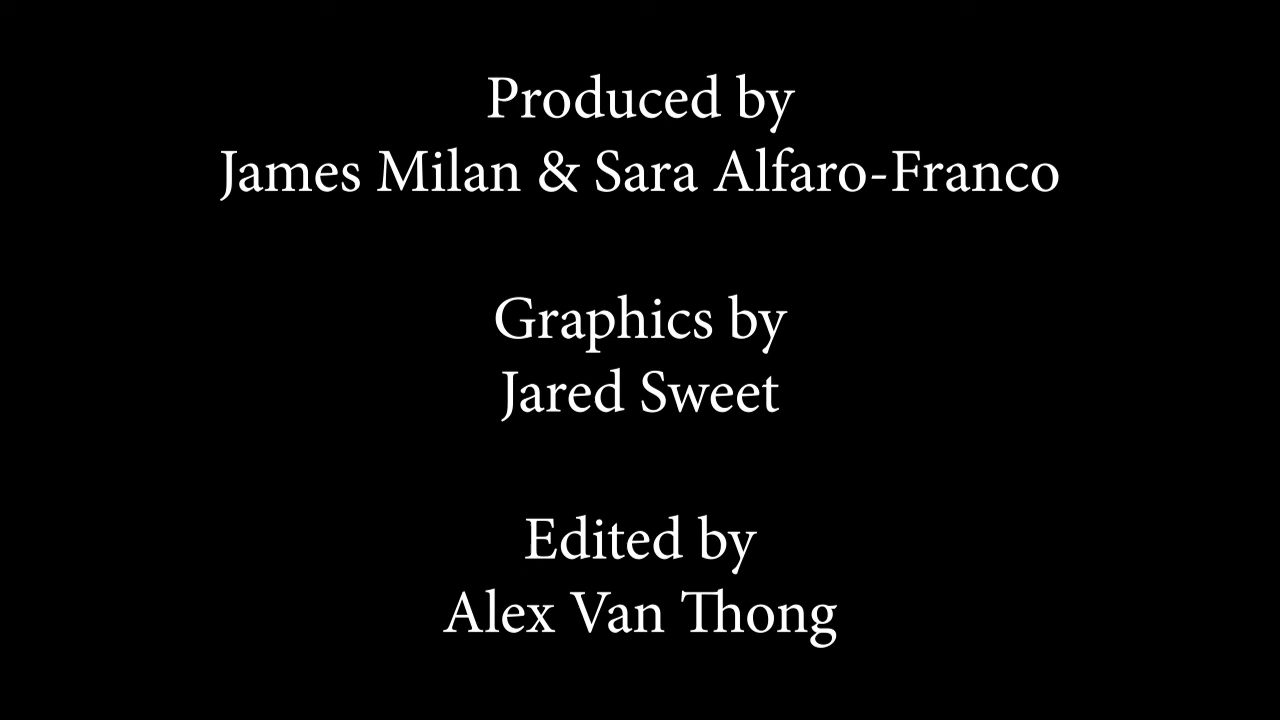 Produced by
James Milan & Sara Alfaro-Franco
Graphics by
Jared Sweet
Edited by
Alex Van Thong